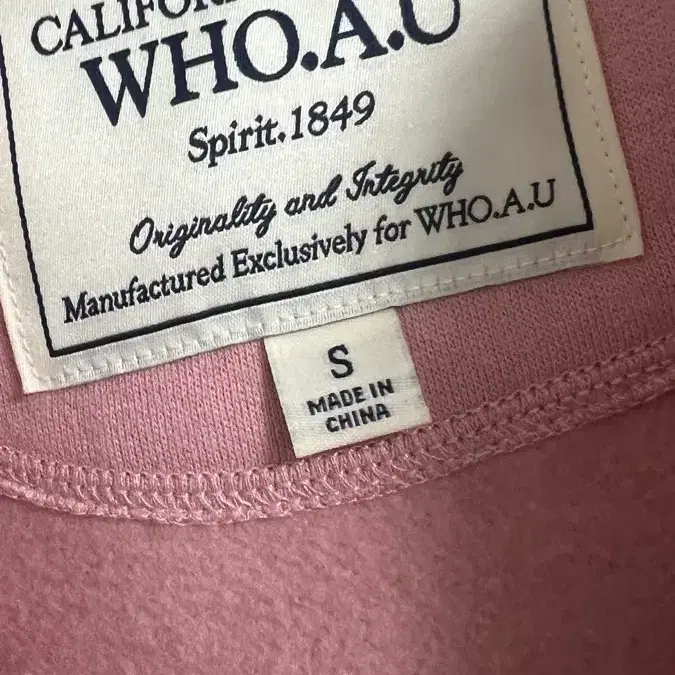 WHO.A.U
Spirit.1849
Originality and Integrity
Manufactured Exclusively for WHO.A.U
S
MADE IN
CHINA